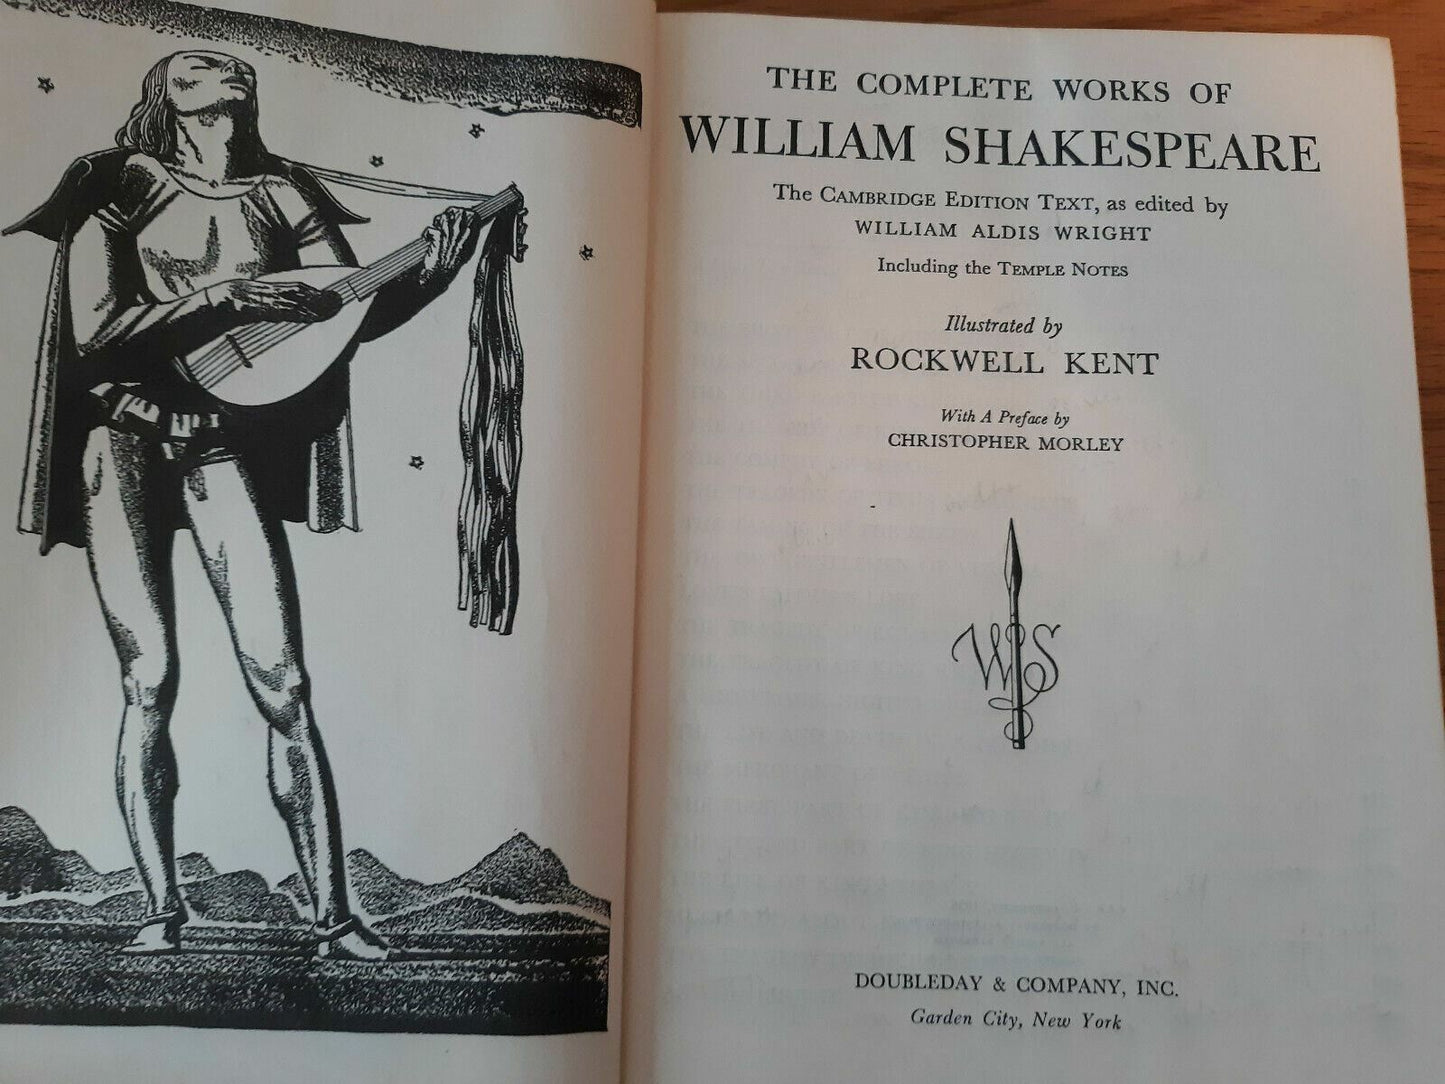 THE COMPLETE WORKS OF
WILLIAM SHAKESPEARE
The CAMBRIDGE EDITION TEXT, as edited by
WILLIAM ALDIS WRIGHT
Including the TEMPLE NOTES
Illustrated by
ROCKWELL KENT
With A Preface by
CHRISTOPHER MORLEY
WS
DOUBLEDAY & COMPANY, INC.
Garden City, New York